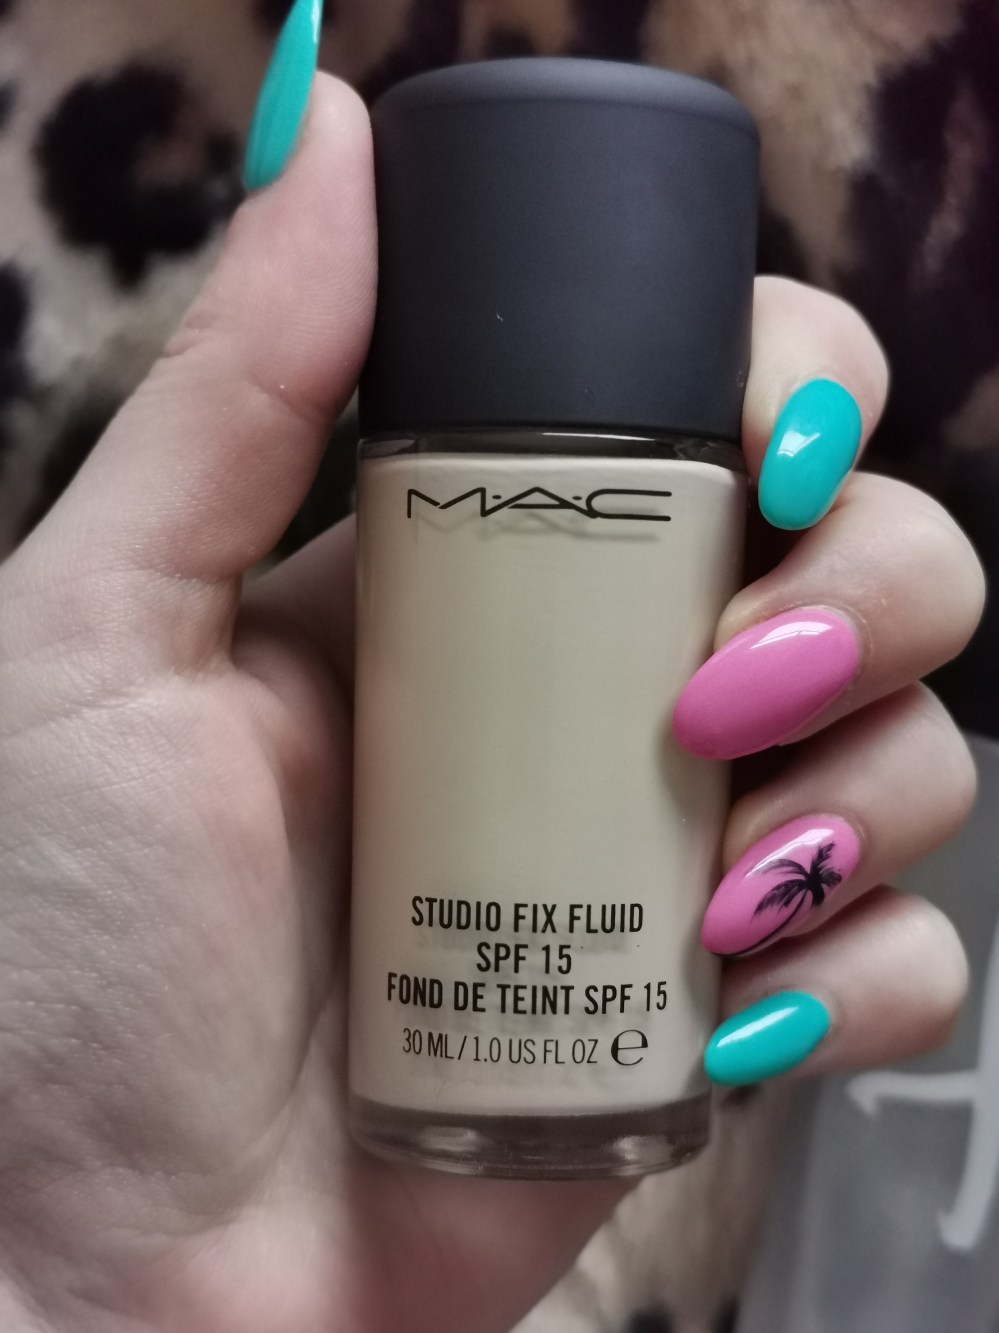 M·A·C
STUDIO FIX FLUID
SPF 15
FOND DE TEINT SPF 15
30 ML / 1.0 US FL OZ ℮